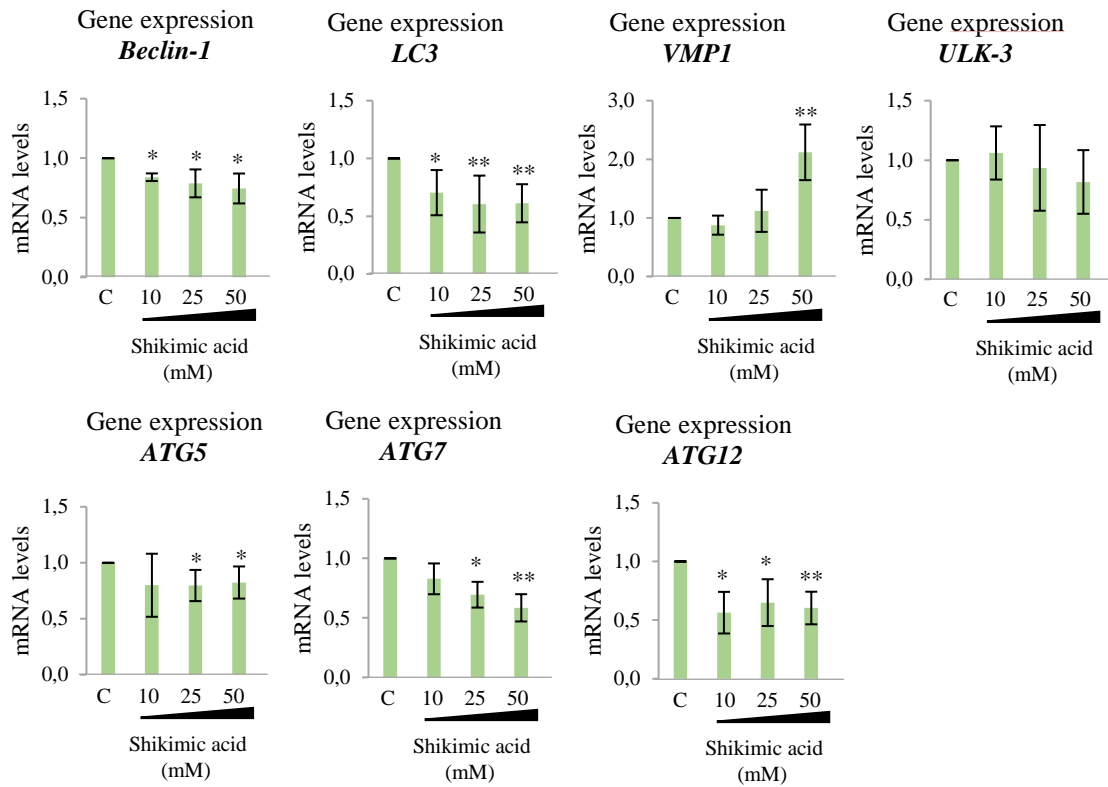 Gene expression
Beclin-1
mRNA levels
1,5
1,0
0,5
0,0
*
*
*
C 10 25 50
Shikimic acid
(mM)
Gene expression
LC3
mRNA levels
1,5
1,0
0,5
0,0
*
**
**
C 10 25 50
Shikimic acid
(mM)
Gene expression
VMP1
mRNA levels
3,0
2,0
1,0
0,0
**
C 10 25 50
Shikimic acid
(mM)
Gene expression
ULK-3
mRNA levels
1,5
1,0
0,5
0,0
C 10 25 50
Shikimic acid
(mM)
Gene expression
ATG5
mRNA levels
1,5
1,0
0,5
0,0
*
*
C 10 25 50
Shikimic acid
(mM)
Gene expression
ATG7
mRNA levels
1,5
1,0
0,5
0,0
*
**
C 10 25 50
Shikimic acid
(mM)
Gene expression
ATG12
mRNA levels
1,5
1,0
0,5
0,0
*
*
**
C 10 25 50
Shikimic acid
(mM)